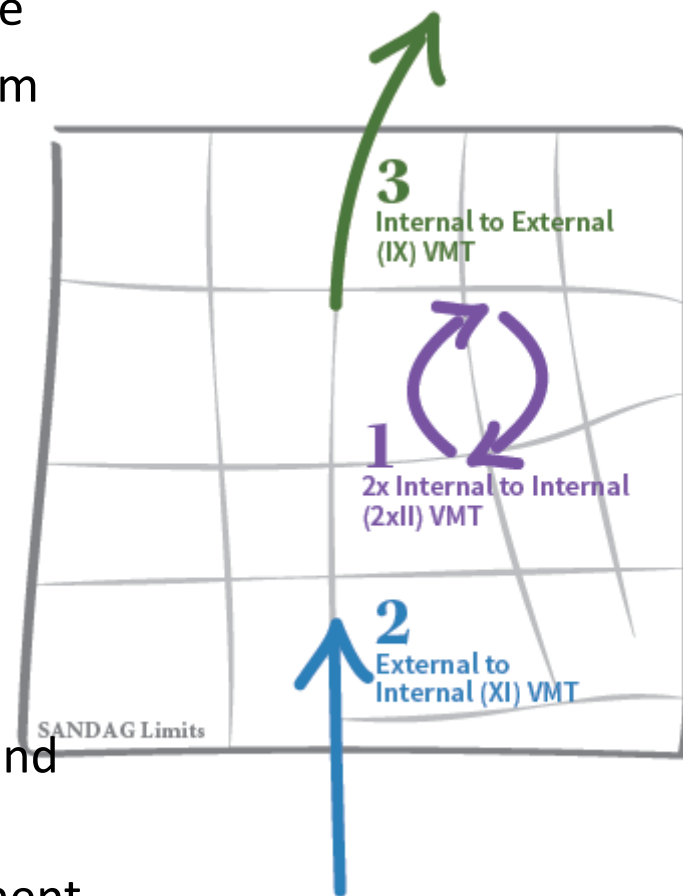 e
m
3
Internal to External
(IX) VMT
1
2x Internal to Internal
(2xII) VMT
2
External to
Internal (XI) VMT
SANDAG Limits
nd